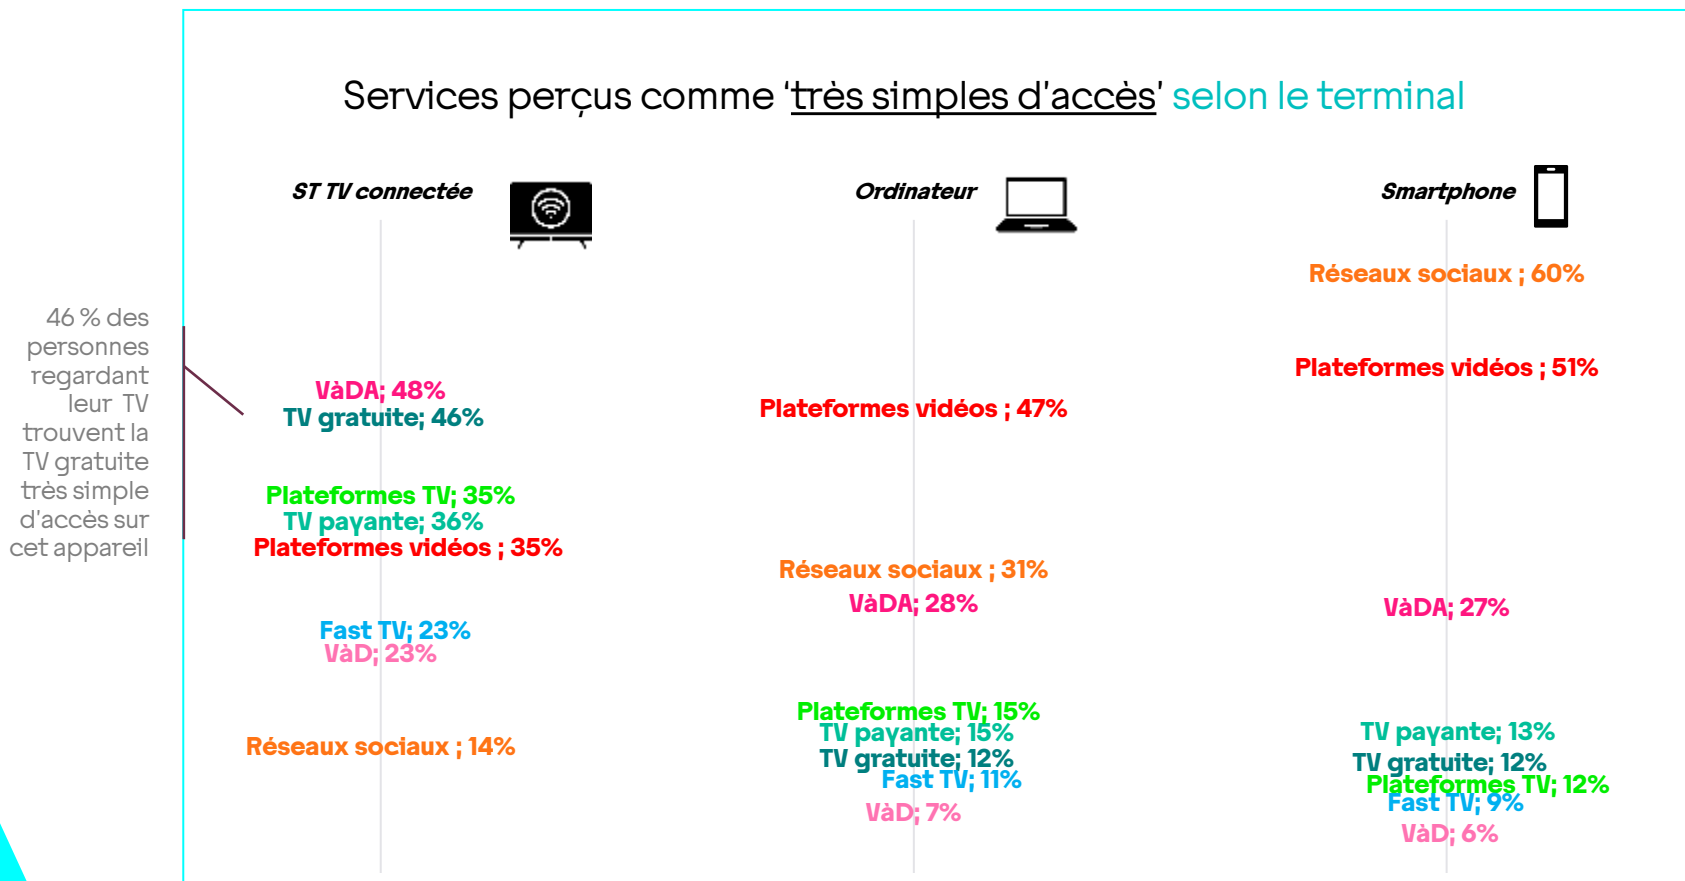 Services perçus comme ‘très simples d'accès’ selon le terminal
ST TV connectée
Ordinateur
Smartphone
46 % des
personnes
regardant
leur TV
trouvent la
TV gratuite
très simple
d'accès sur
cet appareil
VàDA; 48%
TV gratuite; 46%
Plateformes TV; 35%
TV payante; 36%
Plateformes vidéos ; 35%
Fast TV; 23%
VàD; 23%
Réseaux sociaux ; 14%
Plateformes vidéos ; 47%
Réseaux sociaux ; 31%
VàDA; 28%
Plateformes TV; 15%
TV payante; 15%
TV gratuite; 12%
Fast TV; 11%
VàD; 7%
Réseaux sociaux ; 60%
Plateformes vidéos ; 51%
VàDA; 27%
TV payante; 13%
TV gratuite; 12%
Plateformes TV; 12%
Fast TV; 9%
VàD; 6%